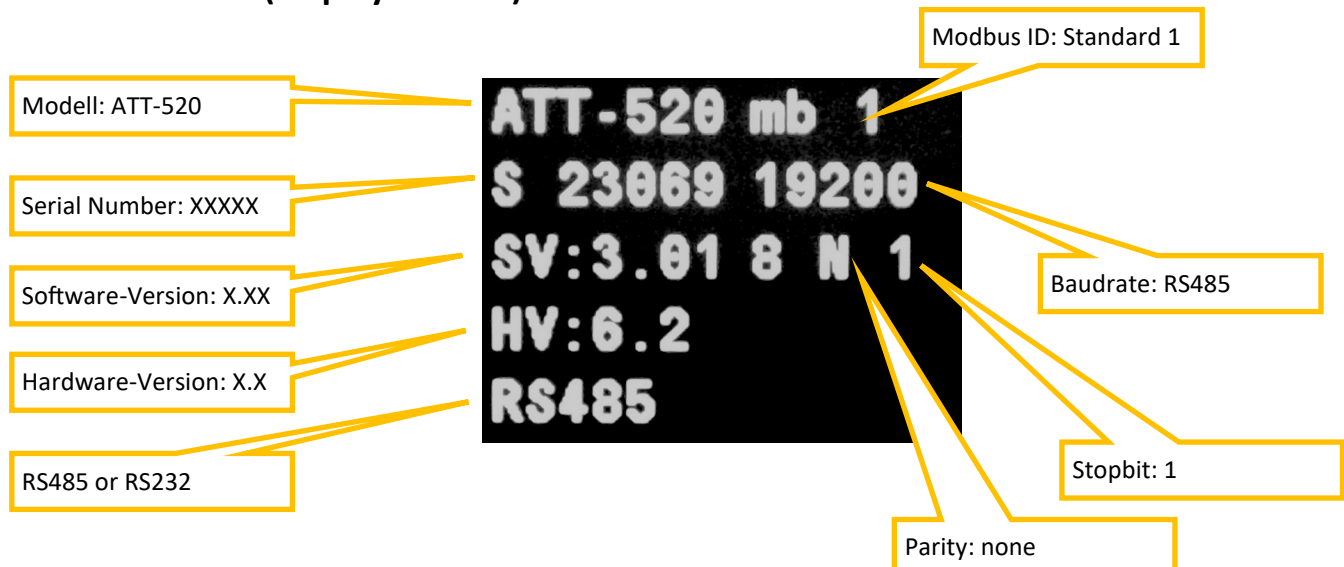 Modbus ID: Standard 1
Modell: ATT-520
ATT-520 mb 1
Serial Number: XXXXX
S 23069 19200
Software-Version: X.XX
SV:3.01 8 N 1
Baudrate: RS485
Hardware-Version: X.X
HV:6.2
RS485
RS485 or RS232
Stopbit: 1
Parity: none